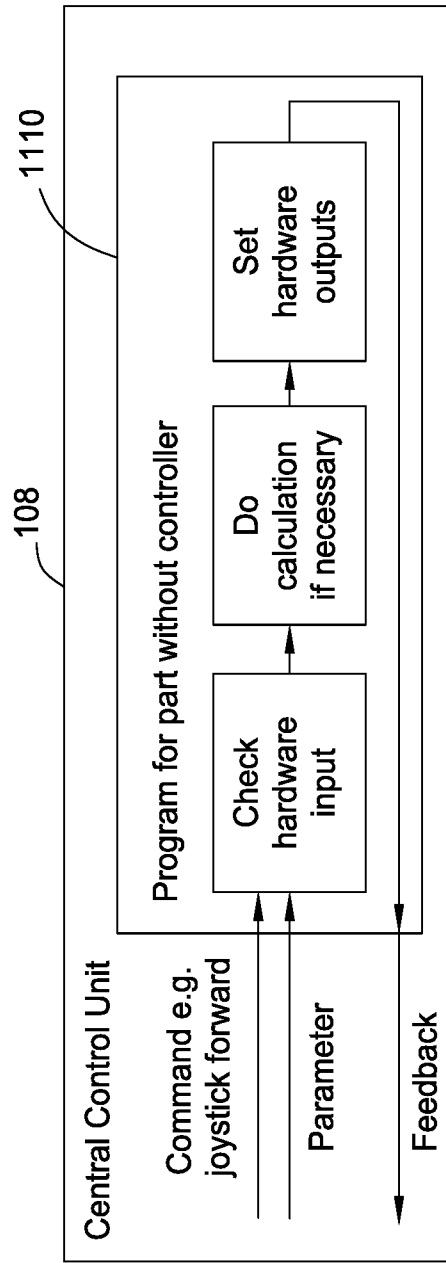 108
1110
Central Control Unit
Program for part without controller
Command e.g.
joystick forward
Parameter
Feedback
Check
hardware
input
Do
calculation
if necessary
Set
hardware
outputs